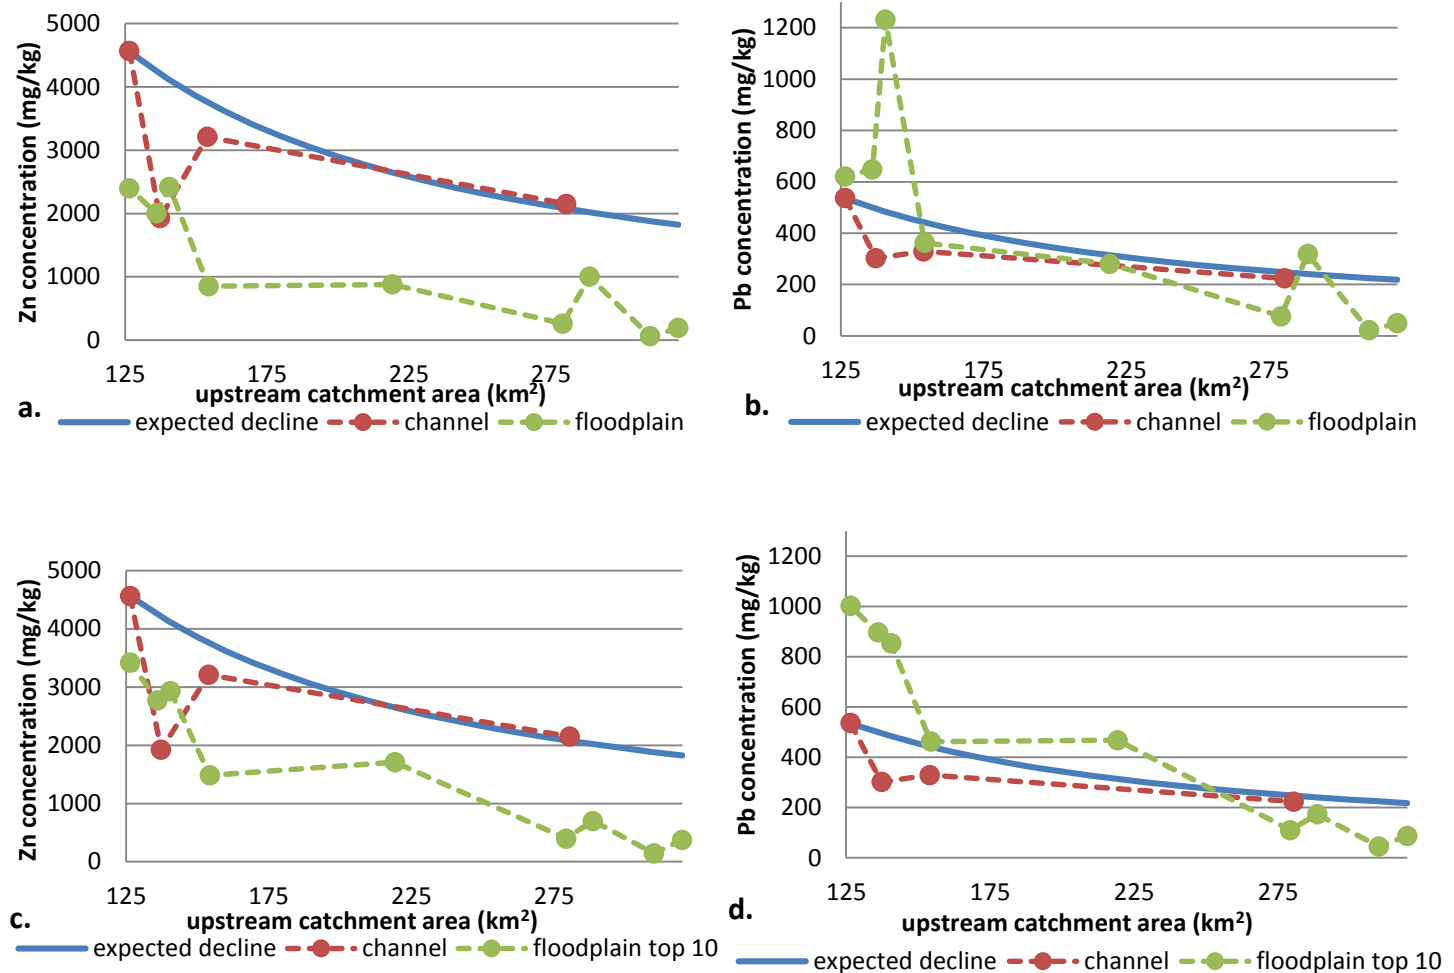 Zn concentration (mg/kg)
5000
4000
3000
2000
1000
0
125 175 225 275
upstream catchment area (km²)
a.
expected decline channel floodplain
Pb concentration (mg/kg)
1200
1000
800
600
400
200
0
125 175 225 275
upstream catchment area (km²)
b.
expected decline channel floodplain
Zn concentration (mg/kg)
5000
4000
3000
2000
1000
0
125 175 225 275
upstream catchment area (km²)
c.
expected decline channel floodplain top 10
Pb concentration (mg/kg)
1200
1000
800
600
400
200
0
125 175 225 275
upstream catchment area (km²)
d.
expected decline channel floodplain top 10